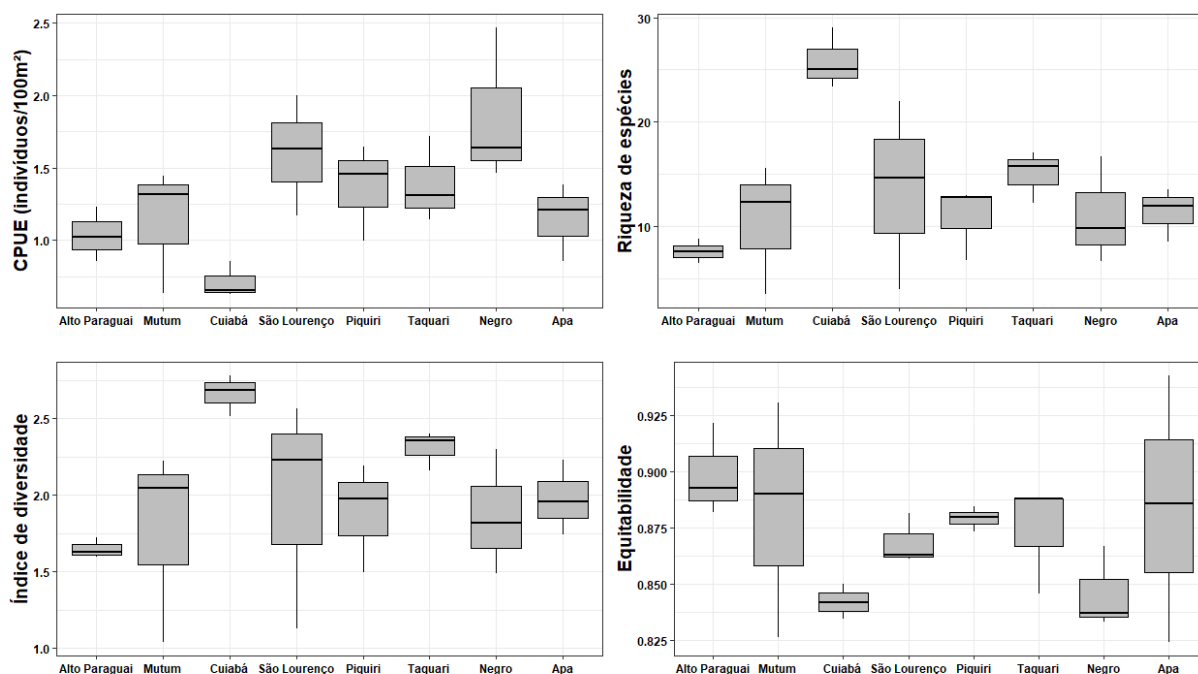 CPUE (indivíduos/100m²)
2.5
2.0
1.5
1.0
Alto Paraguai Mutum Cuiabá São Lourenço Piquiri Taquari Negro Apa
Riqueza de espécies
30
20
10
Alto Paraguai Mutum Cuiabá São Lourenço Piquiri Taquari Negro Apa
Índice de diversidade
2.5
2.0
1.5
1.0
Alto Paraguai Mutum Cuiabá São Lourenço Piquiri Taquari Negro Apa
Equitabilidade
0.925
0.900
0.875
0.850
0.825
Alto Paraguai Mutum Cuiabá São Lourenço Piquiri Taquari Negro Apa